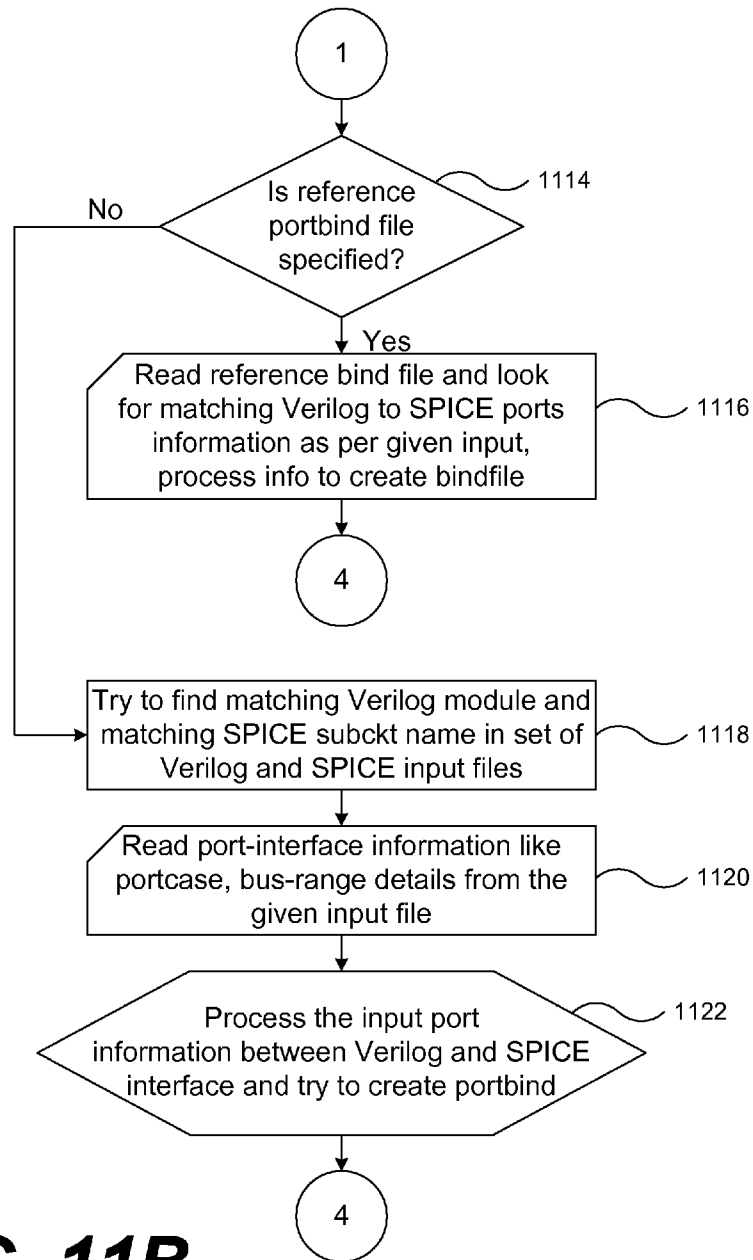 1
Is reference
portbind file
specified?
1114
No
Yes
Read reference bind file and look
for matching Verilog to SPICE ports
information as per given input,
process info to create bindfile
1116
4
Try to find matching Verilog module and
matching SPICE subckt name in set of
Verilog and SPICE input files
1118
Read port-interface information like
portcase, bus-range details from the
given input file
1120
Process the input port
information between Verilog and SPICE
interface and try to create portbind
1122
4
11B